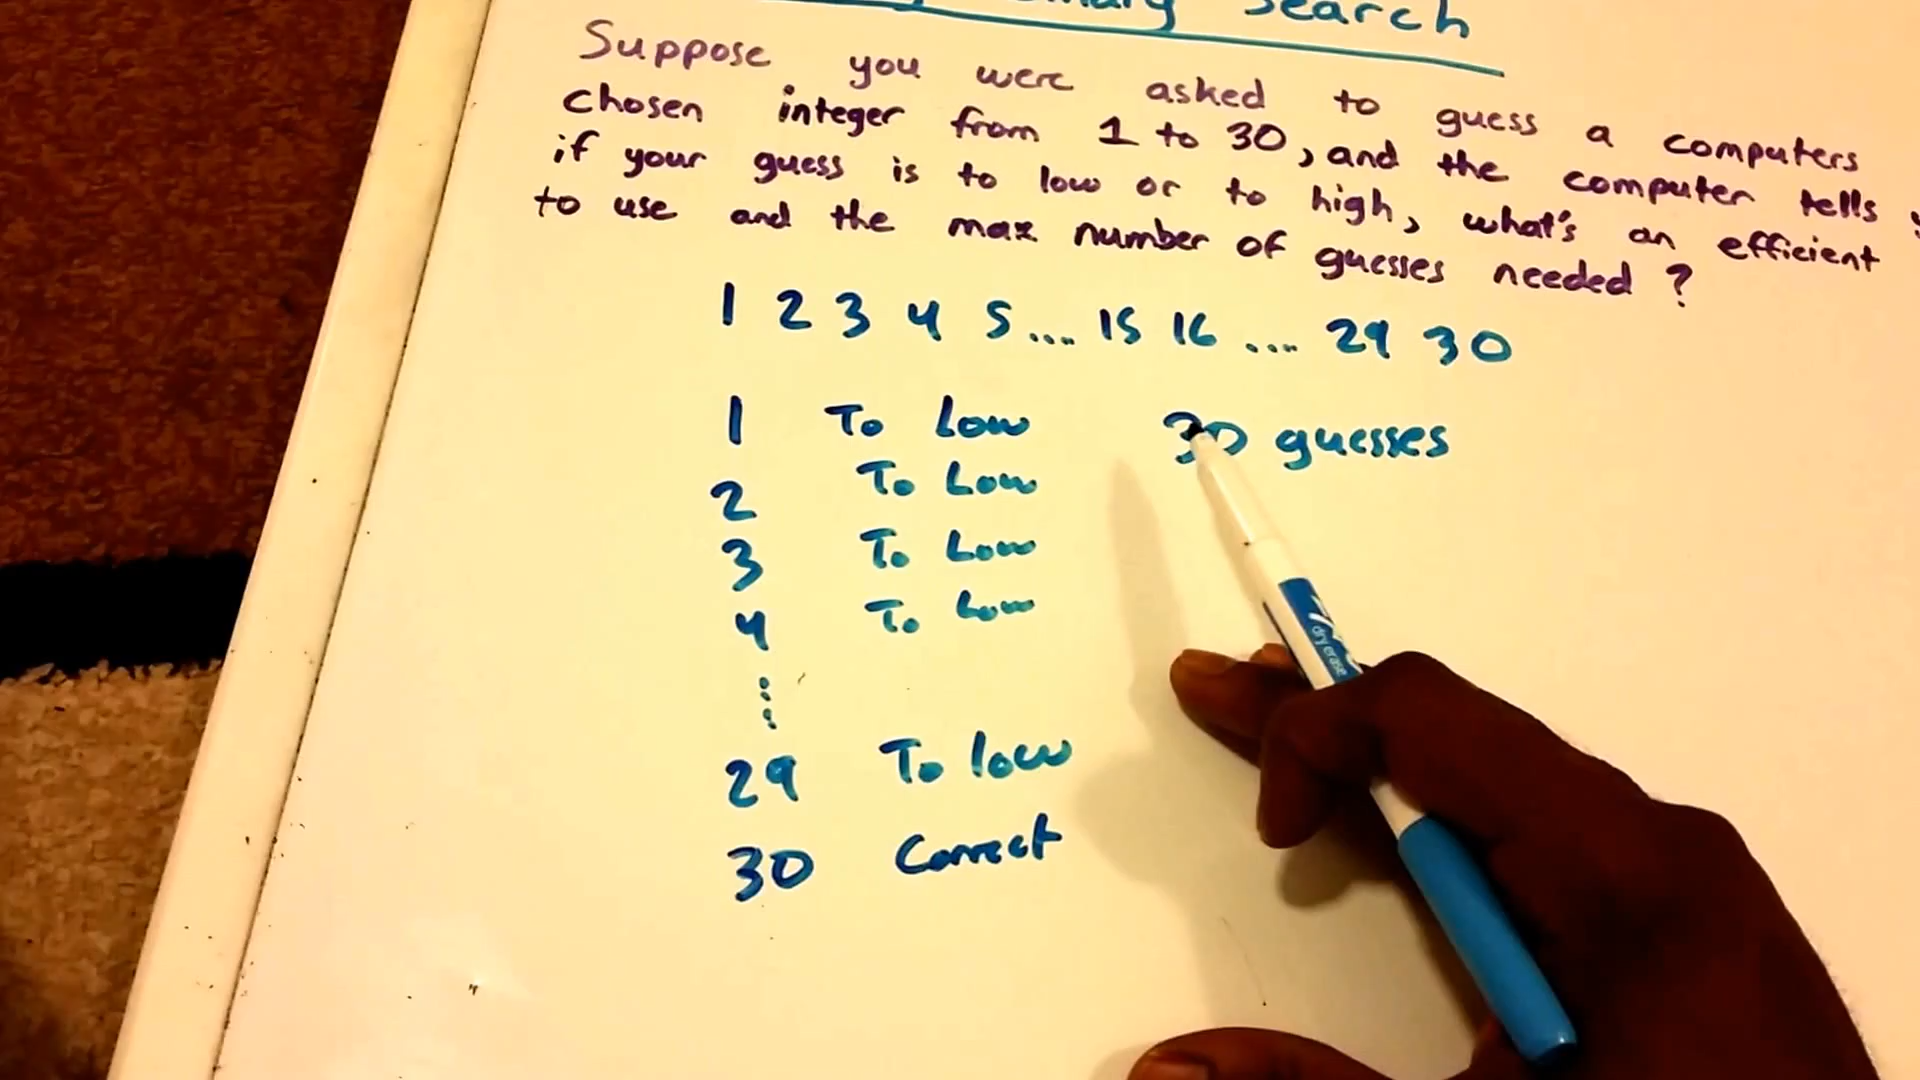 Search
Suppose you were asked to guess a computers
chosen integer from 1 to 30, and the computer tells
if your guess is to low or to high, what's an efficient
to use and the max number of guesses needed ?
1 2 3 4 5 .... 15 16 .... 29 30
1 To Low 30 guesses
2 To Low
3 To Low
4 To Low
29 To low
30 Correct
dry erase